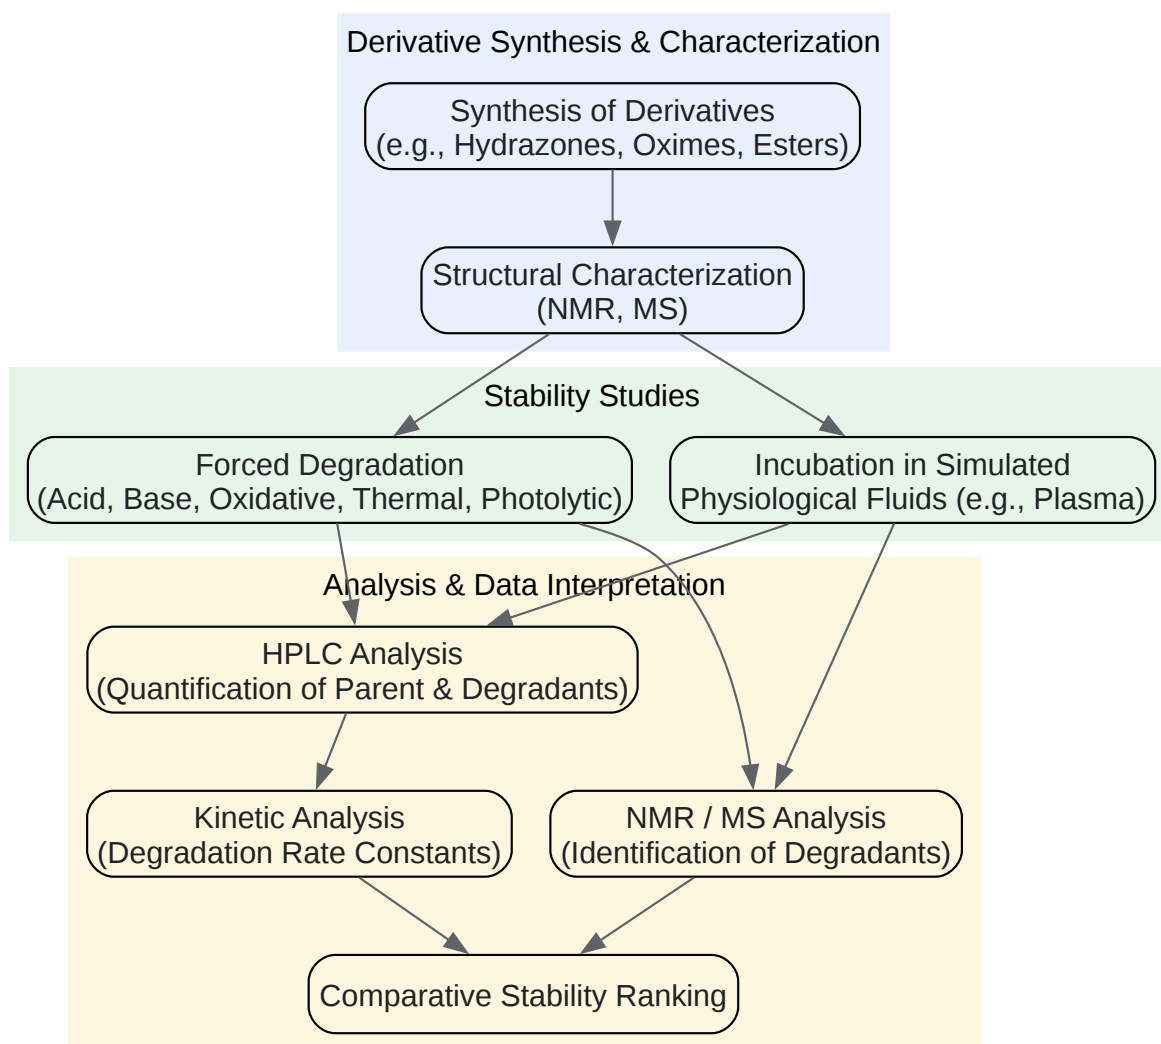 Derivative Synthesis & Characterization
Synthesis of Derivatives
(e.g., Hydrazones, Oximes, Esters)
Structural Characterization
(NMR, MS)
Stability Studies
Forced Degradation
(Acid, Base, Oxidative, Thermal, Photolytic)
Incubation in Simulated
Physiological Fluids (e.g., Plasma)
Analysis & Data Interpretation
HPLC Analysis
(Quantification of Parent & Degradants)
Kinetic Analysis
(Degradation Rate Constants)
NMR / MS Analysis
(Identification of Degradants)
Comparative Stability Ranking